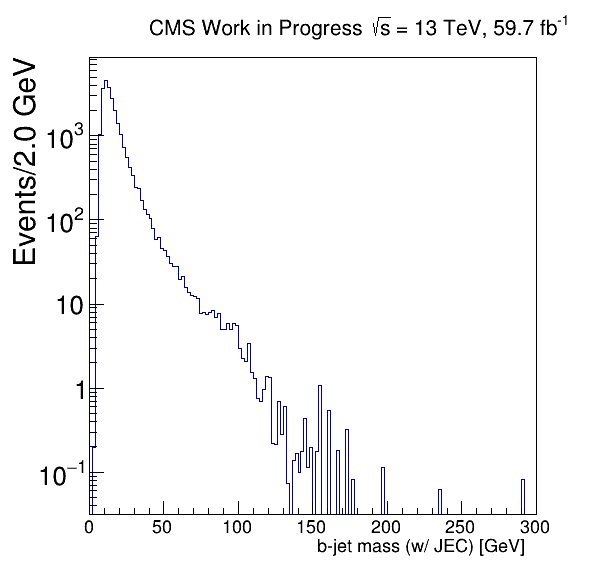 CMS Work in Progress √s = 13 TeV, 59.7 fb⁻¹
Events/2.0 GeV
10³
10²
10
1
10⁻¹
0 50 100 150 200 250 300
b-jet mass (w/ JEC) [GeV]